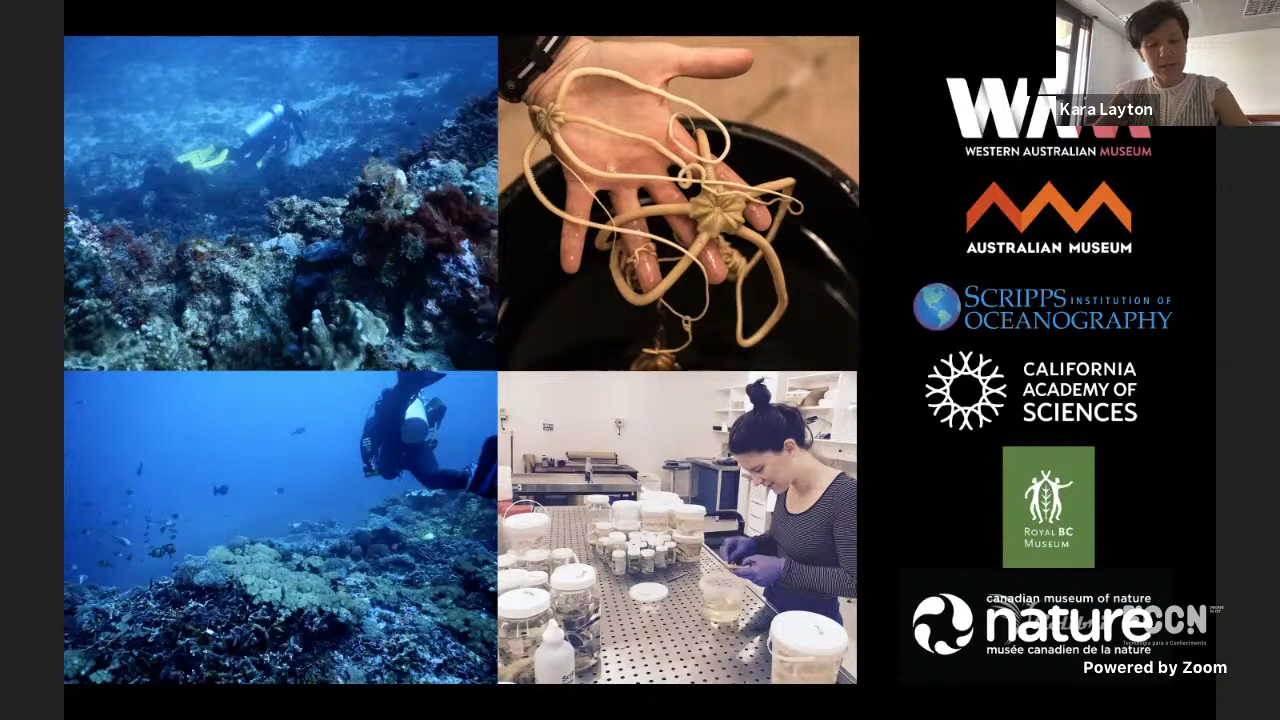 Kara Layton
WESTERN AUSTRALIAN MUSEUM
AUSTRALIAN MUSEUM
SCRIPPS INSTITUTION OF
OCEANOGRAPHY
CALIFORNIA
ACADEMY OF
SCIENCES
ROYAL BC
MUSEUM
canadian museum of nature
nature
musée canadien de la nature
Powered by Zoom